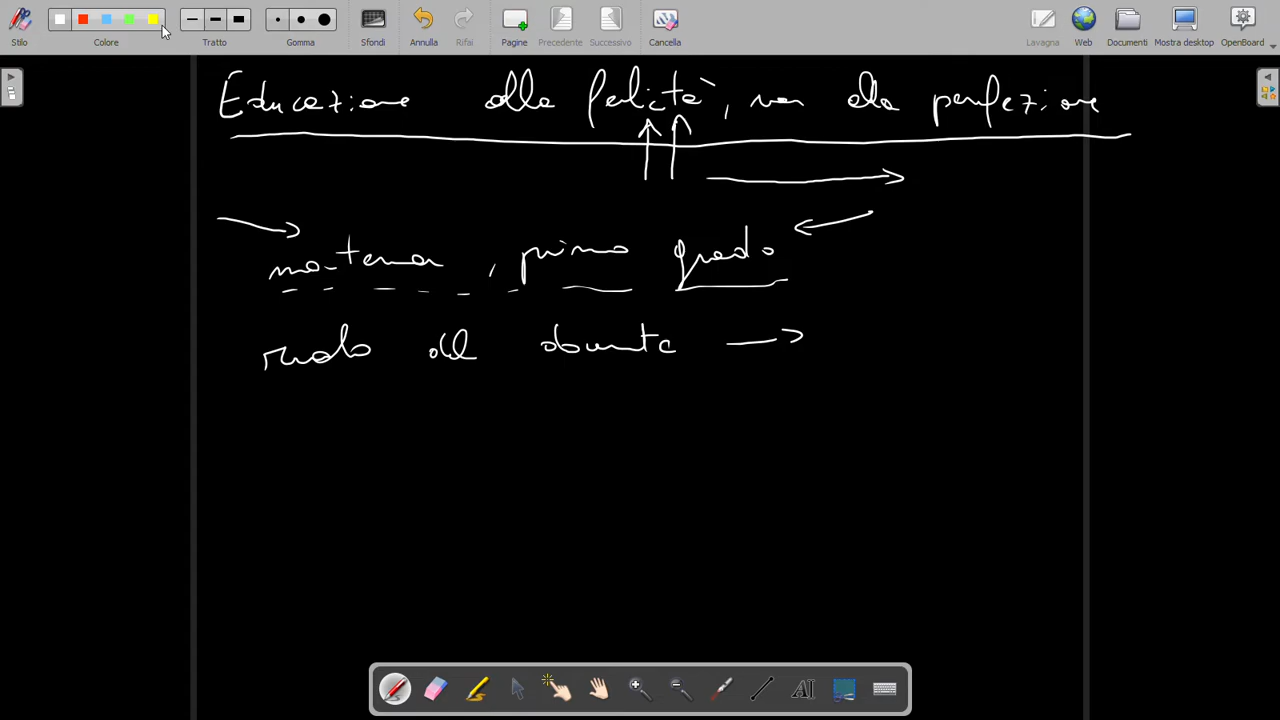 Stilo Colore Tratto Gomma Sfondi Annulla Rifai Pagine Precedente Successivo Cancella Lavagna Web Documenti Mostra desktop OpenBoard
Educazione alla felicità, non alla perfezione
materna, primo grado
ruolo del docente →